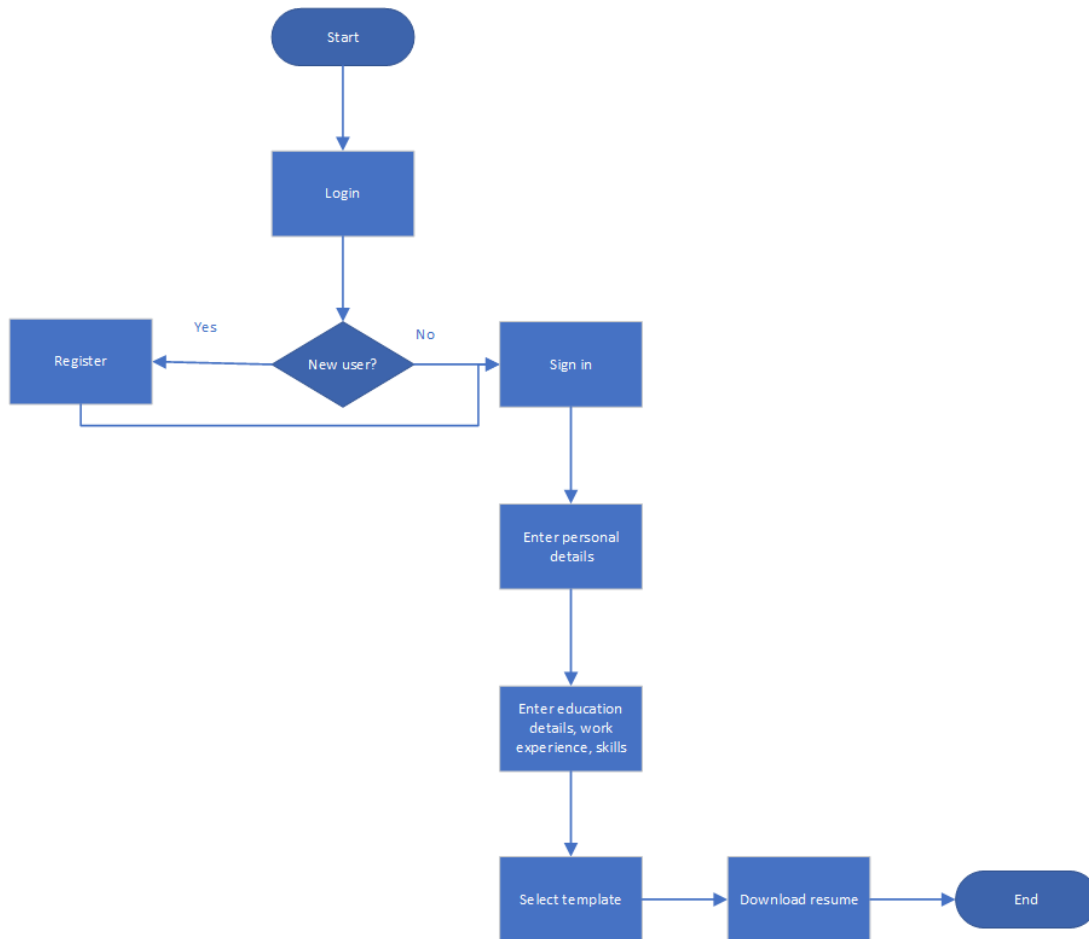 Start
Login
Yes
No
Register
New user?
Sign in
Enter personal
details
Enter education
details, work
experience, skills
Select template
Download resume
End